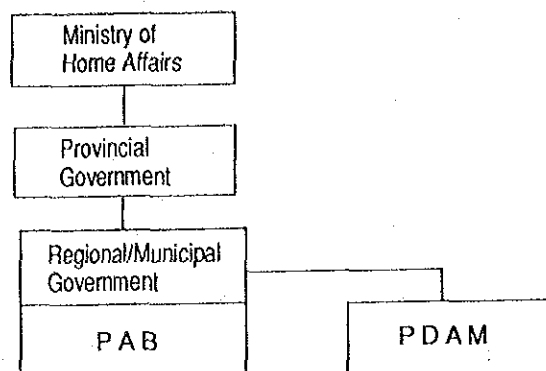 Ministry of
Home Affairs
Provincial
Government
Regional/Municipal
Government
PAB
PDAM